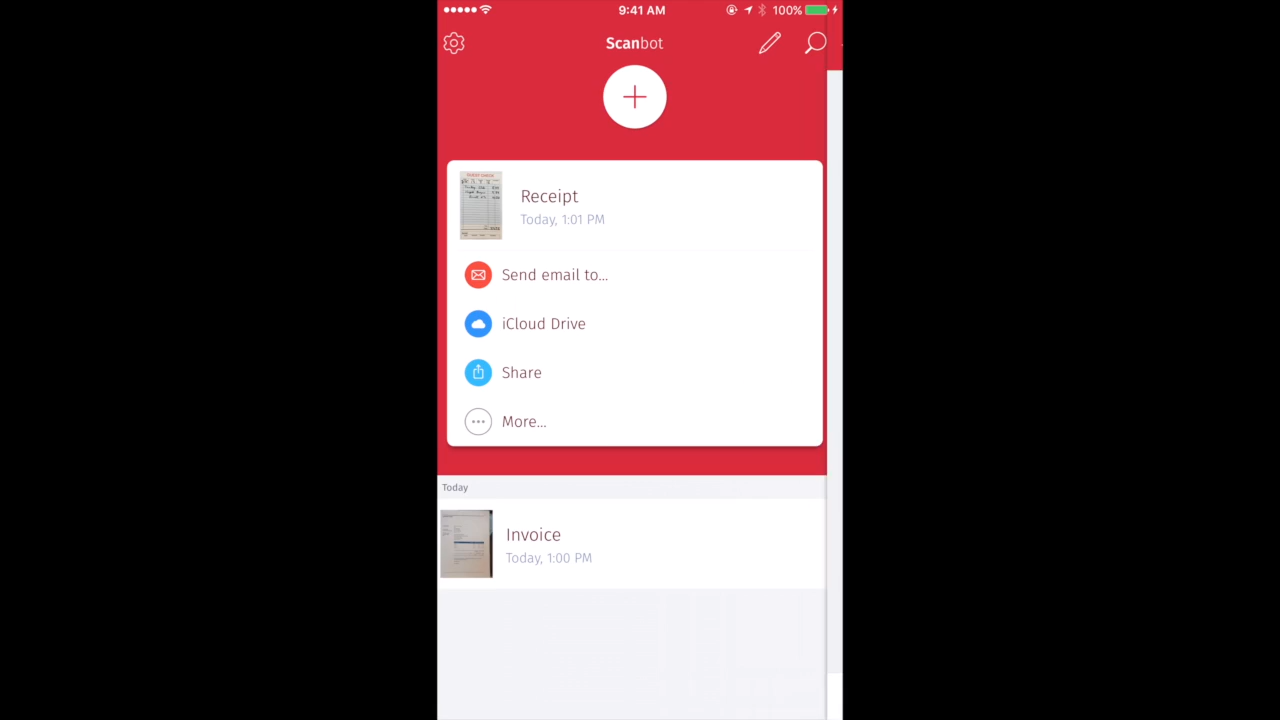 9:41 AM
100%
Scanbot
Receipt
Today, 1:01 PM
Send email to...
iCloud Drive
Share
More...
Today
Invoice
Today, 1:00 PM